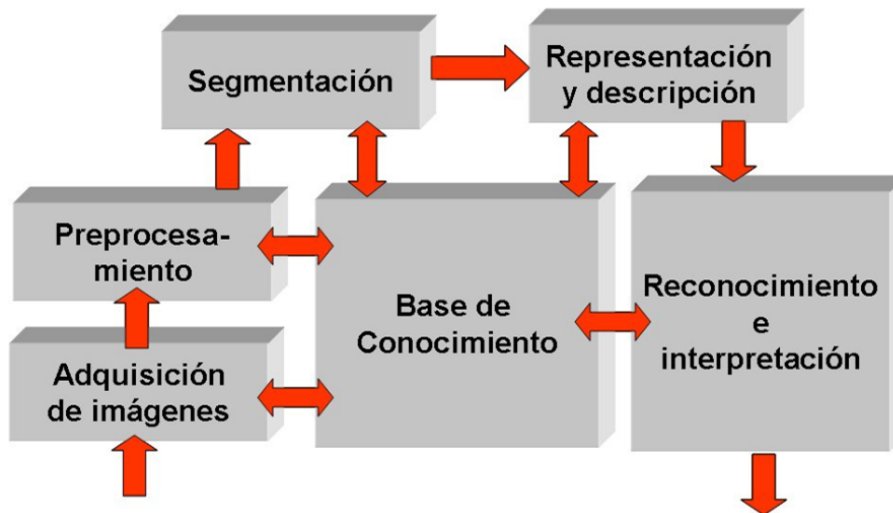 Segmentación
Representación
y descripción
Preprocesa-
miento
Base de
Conocimiento
Reconocimiento
e
interpretación
Adquisición
de imágenes